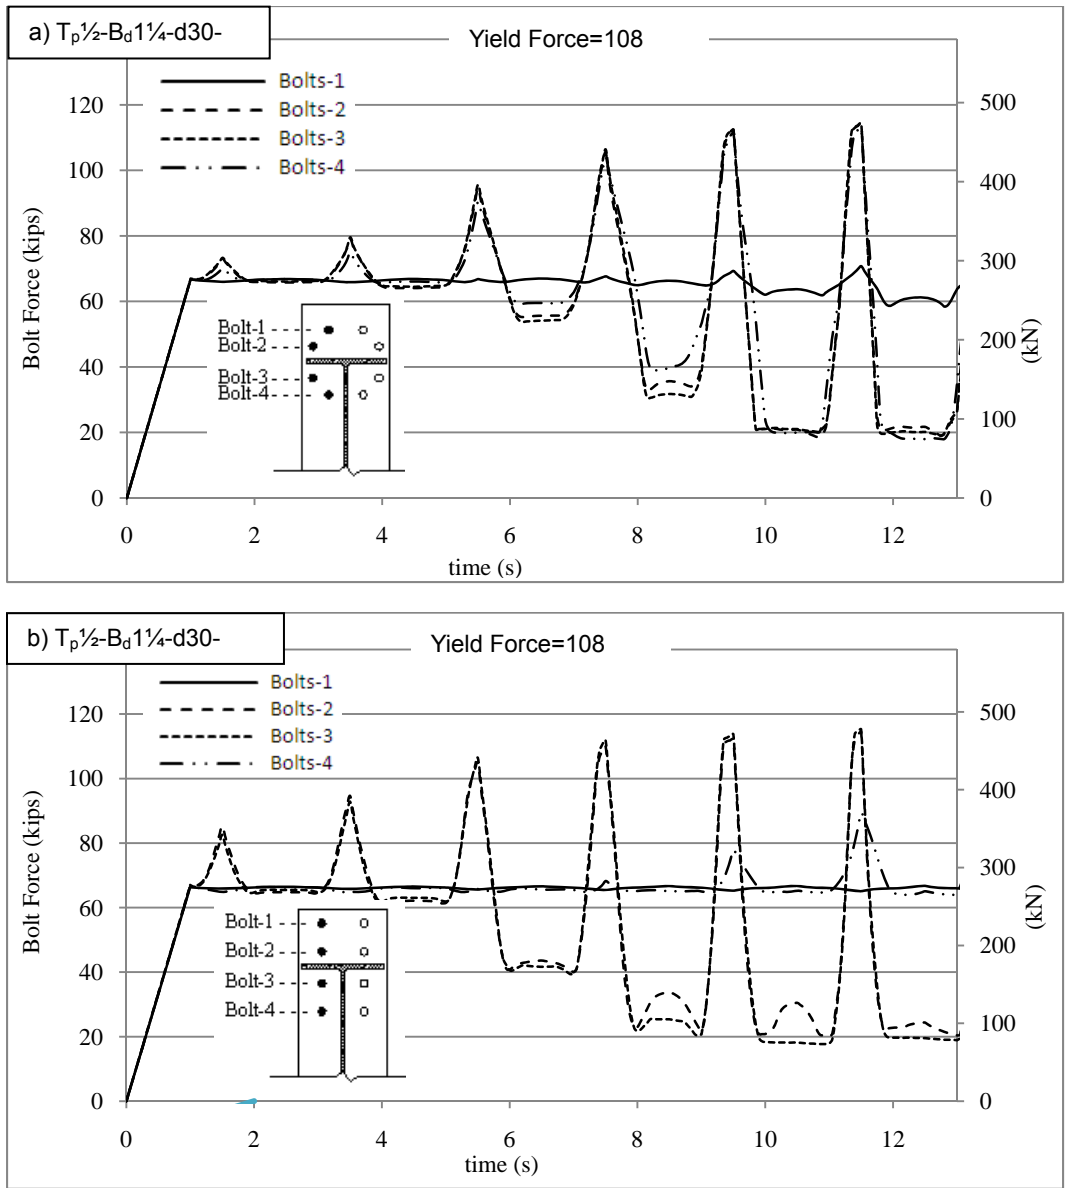 a) Tp½-Bd1¼-d30-
Yield Force=108
Bolts-1
Bolts-2
Bolts-3
Bolts-4
120
100
80
60
40
20
0
500
400
300
200
100
0
Bolt Force (kips)
(kN)
Bolt-1
Bolt-2
Bolt-3
Bolt-4
0 2 4 6 8 10 12
time (s)
b) Tp½-Bd1¼-d30-
Yield Force=108
Bolts-1
Bolts-2
Bolts-3
Bolts-4
120
100
80
60
40
20
0
500
400
300
200
100
0
Bolt Force (kips)
(kN)
Bolt-1
Bolt-2
Bolt-3
Bolt-4
0 2 4 6 8 10 12
time (s)